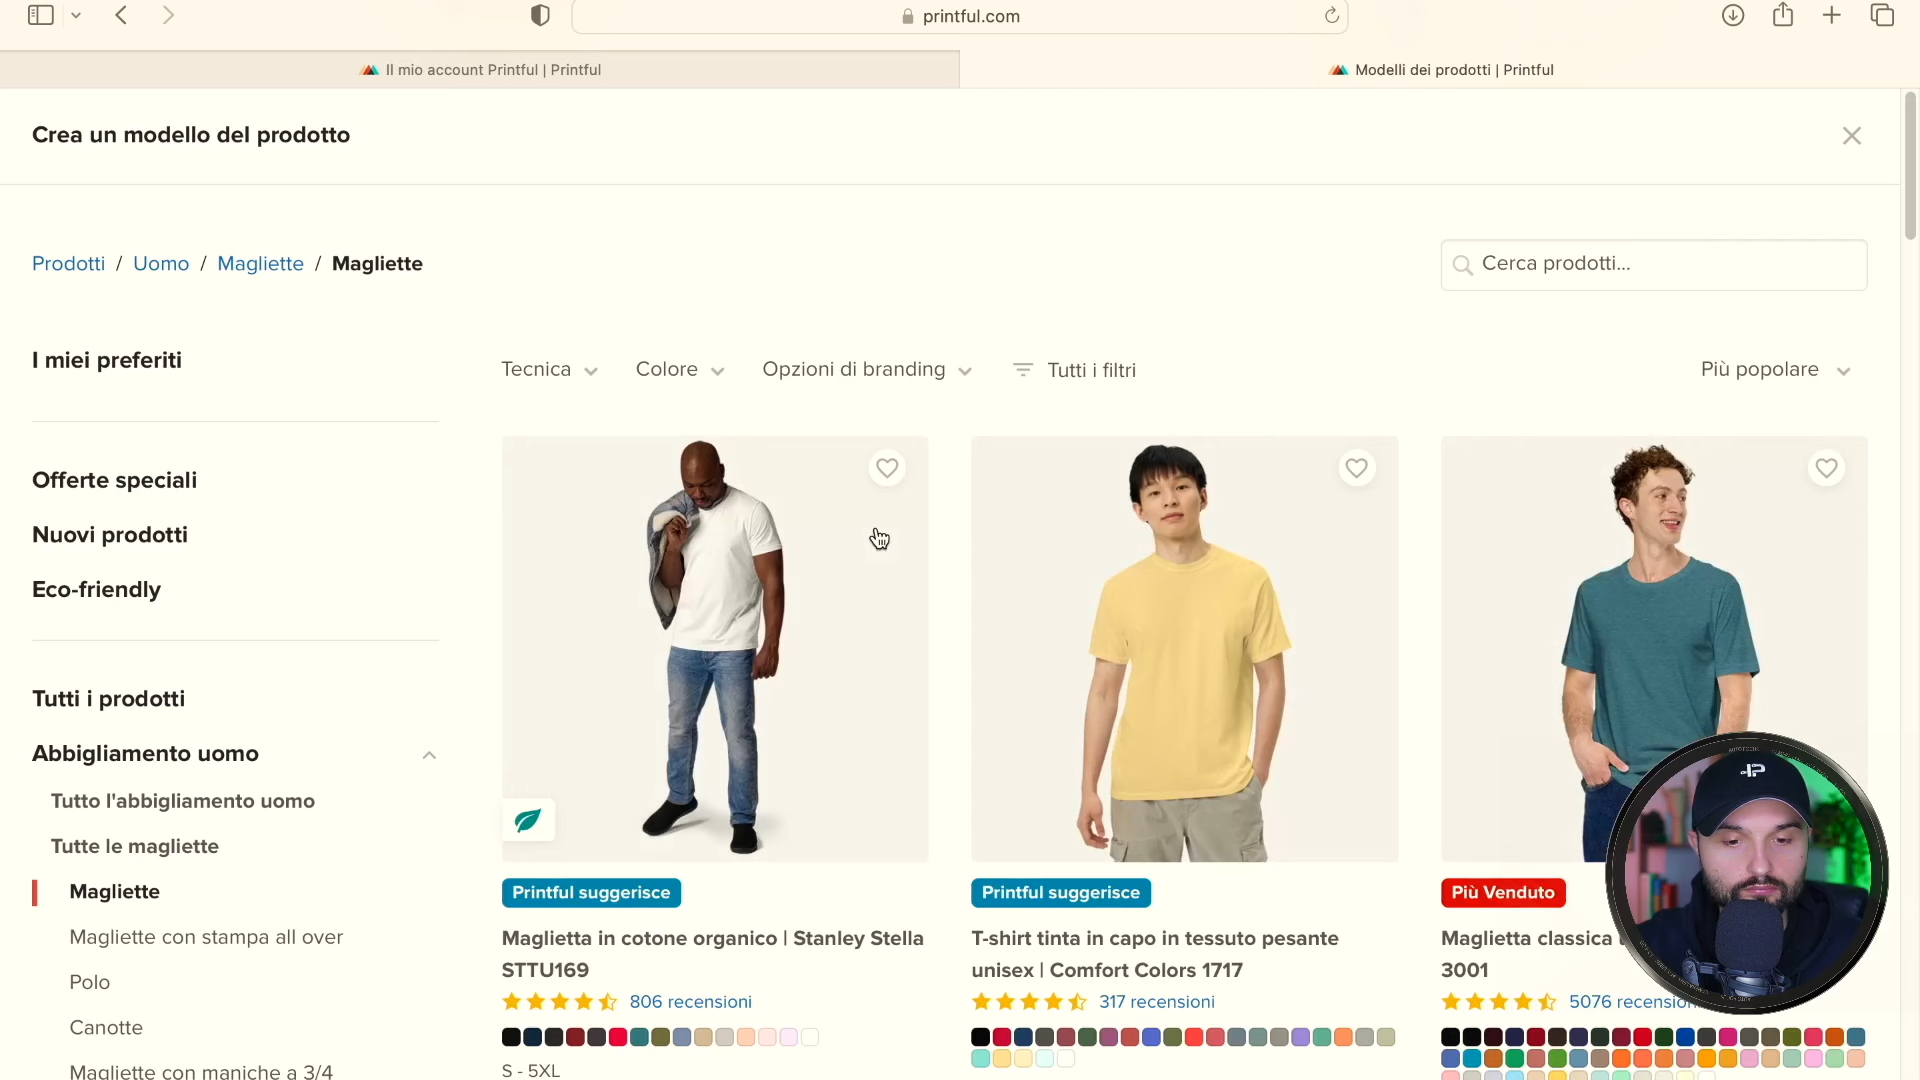 printful.com
Il mio account Printful | Printful
Modelli dei prodotti | Printful
Crea un modello del prodotto
Prodotti / Uomo / Magliette / Magliette
Cerca prodotti...
I miei preferiti
Tecnica
Colore
Opzioni di branding
Tutti i filtri
Più popolare
Offerte speciali
Nuovi prodotti
Eco-friendly
Tutti i prodotti
Abbigliamento uomo
Tutto l'abbigliamento uomo
Tutte le magliette
Magliette
Magliette con stampa all over
Polo
Canotte
Magliette con maniche a 3/4
Printful suggerisce
Maglietta in cotone organico | Stanley Stella
STTU169
806 recensioni
S - 5XL
Printful suggerisce
T-shirt tinta in capo in tessuto pesante
unisex | Comfort Colors 1717
317 recensioni
Più Venduto
Maglietta classica
3001
5076